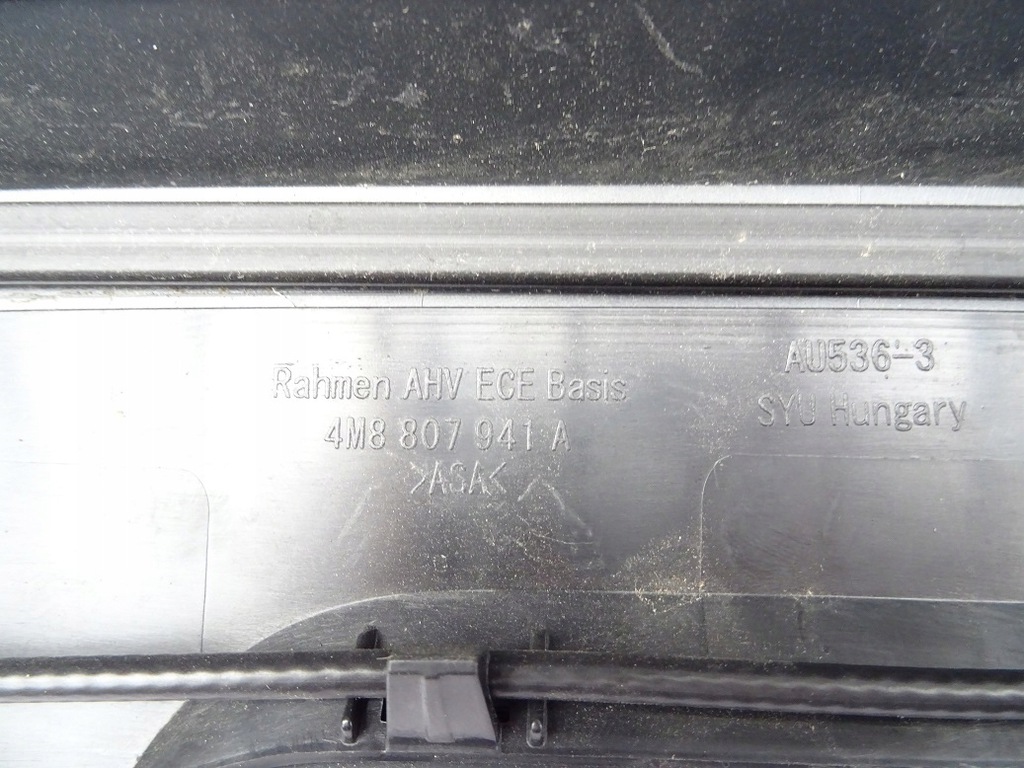 Rahmen AHV ECE Basis
4M8 807 941 A
>ASA<
AU536-3
SYU Hungary